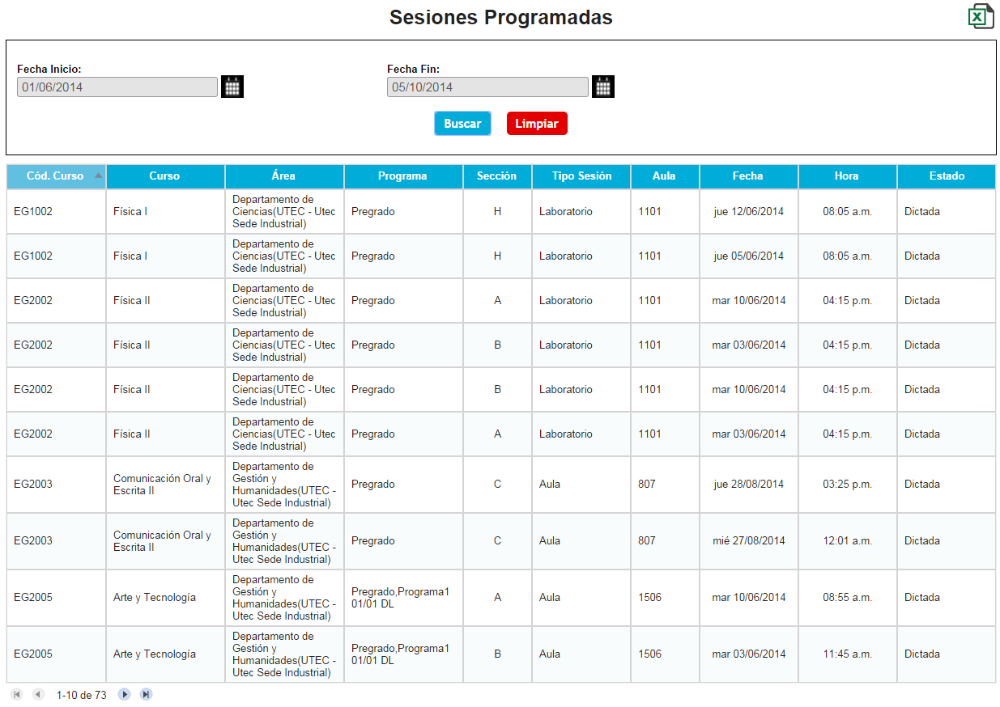 Sesiones Programadas
Fecha Inicio:
Fecha Fin:
01/06/2014
05/10/2014
Buscar
Limpiar
Cód. Curso Curso Área Programa Sección Tipo Sesión Aula Fecha Hora Estado
EG1002 Física I Departamento de Ciencias(UTEC - Utec Sede Industrial) Pregrado H Laboratorio 1101 jue 12/06/2014 08:05 a.m. Dictada
EG1002 Física I Departamento de Ciencias(UTEC - Utec Sede Industrial) Pregrado H Laboratorio 1101 jue 05/06/2014 08:05 a.m. Dictada
EG2002 Física II Departamento de Ciencias(UTEC - Utec Sede Industrial) Pregrado A Laboratorio 1101 mar 10/06/2014 04:15 p.m. Dictada
EG2002 Física II Departamento de Ciencias(UTEC - Utec Sede Industrial) Pregrado B Laboratorio 1101 mar 03/06/2014 04:15 p.m. Dictada
EG2002 Física II Departamento de Ciencias(UTEC - Utec Sede Industrial) Pregrado B Laboratorio 1101 mar 10/06/2014 04:15 p.m. Dictada
EG2002 Física II Departamento de Ciencias(UTEC - Utec Sede Industrial) Pregrado A Laboratorio 1101 mar 03/06/2014 04:15 p.m. Dictada
EG2003 Comunicación Oral y Escrita II Departamento de Gestión y Humanidades(UTEC - Utec Sede Industrial) Pregrado C Aula 807 jue 28/08/2014 03:25 p.m. Dictada
EG2003 Comunicación Oral y Escrita II Departamento de Gestión y Humanidades(UTEC - Utec Sede Industrial) Pregrado C Aula 807 mié 27/08/2014 12:01 a.m. Dictada
EG2005 Arte y Tecnología Departamento de Gestión y Humanidades(UTEC - Utec Sede Industrial) Pregrado,Programa1 01/01 DL A Aula 1506 mar 10/06/2014 08:55 a.m. Dictada
EG2005 Arte y Tecnología Departamento de Gestión y Humanidades(UTEC - Utec Sede Industrial) Pregrado,Programa1 01/01 DL B Aula 1506 mar 03/06/2014 11:45 a.m. Dictada
1-10 de 73